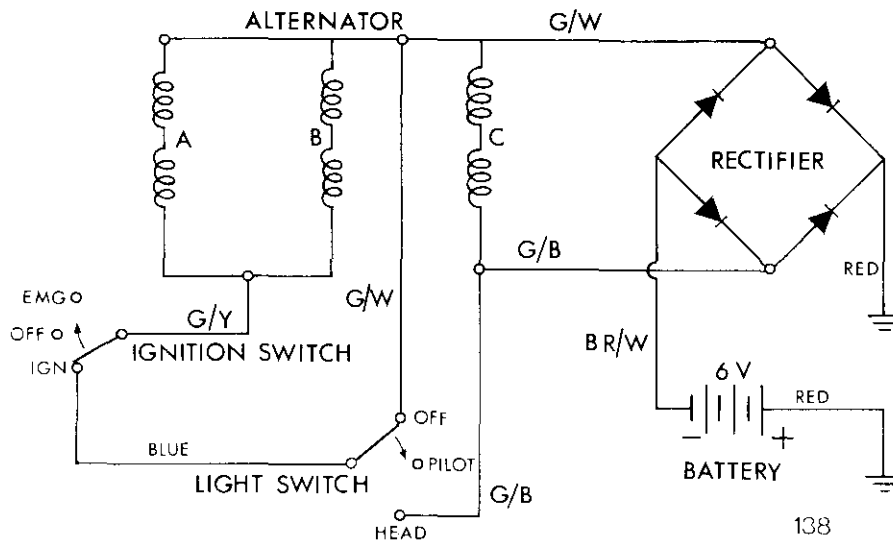 ALTERNATOR
G/W
A
B
C
RECTIFIER
G/B
RED
EMG
G/Y
G/W
OFF
IGNITION SWITCH
BR/W
IGN
6 V
RED
OFF
BLUE
PILOT
- +
LIGHT SWITCH
BATTERY
G/B
HEAD
138